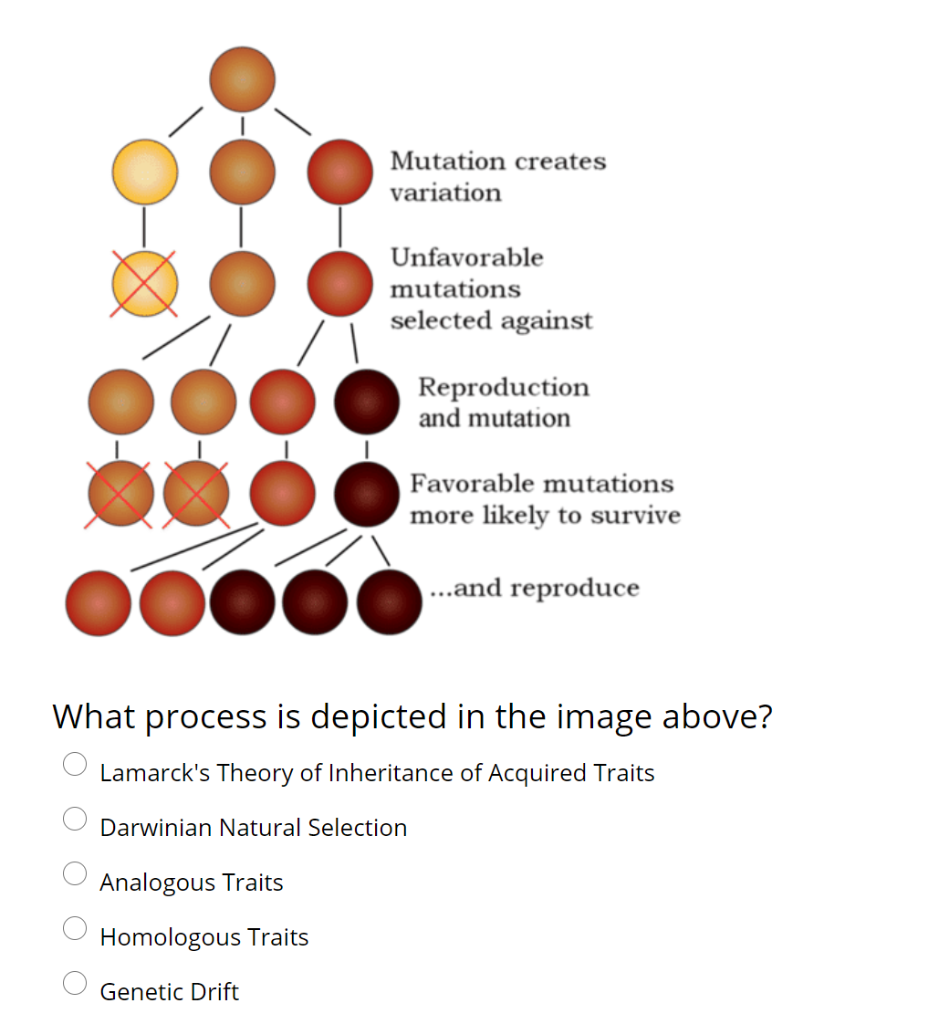 Mutation creates
variation
Unfavorable
mutations
selected against
Reproduction
and mutation
Favorable mutations
more likely to survive
...and reproduce
What process is depicted in the image above?
Lamarck's Theory of Inheritance of Acquired Traits
Darwinian Natural Selection
Analogous Traits
Homologous Traits
Genetic Drift